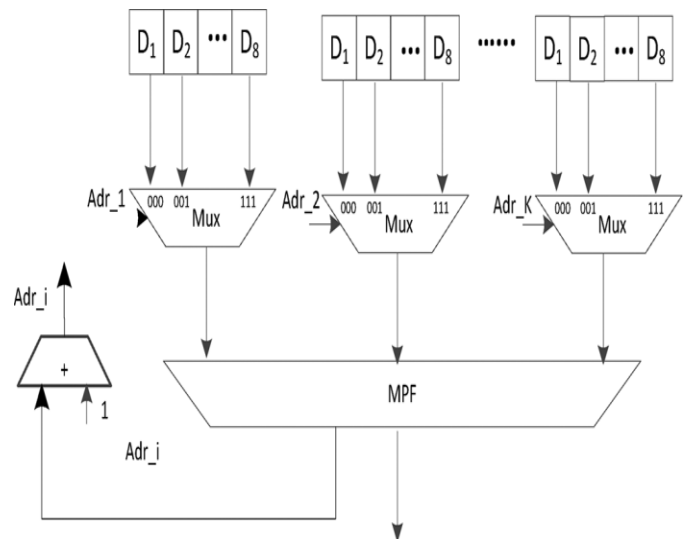 D1 D2 ••• D8 D1 D2 ••• D8 •••••• D1 D2 ••• D8
Adr_1 000 001 111 Mux
Adr_2 000 001 111 Mux
Adr_K 000 001 111 Mux
Adr_i
+
1
MPF
Adr_i